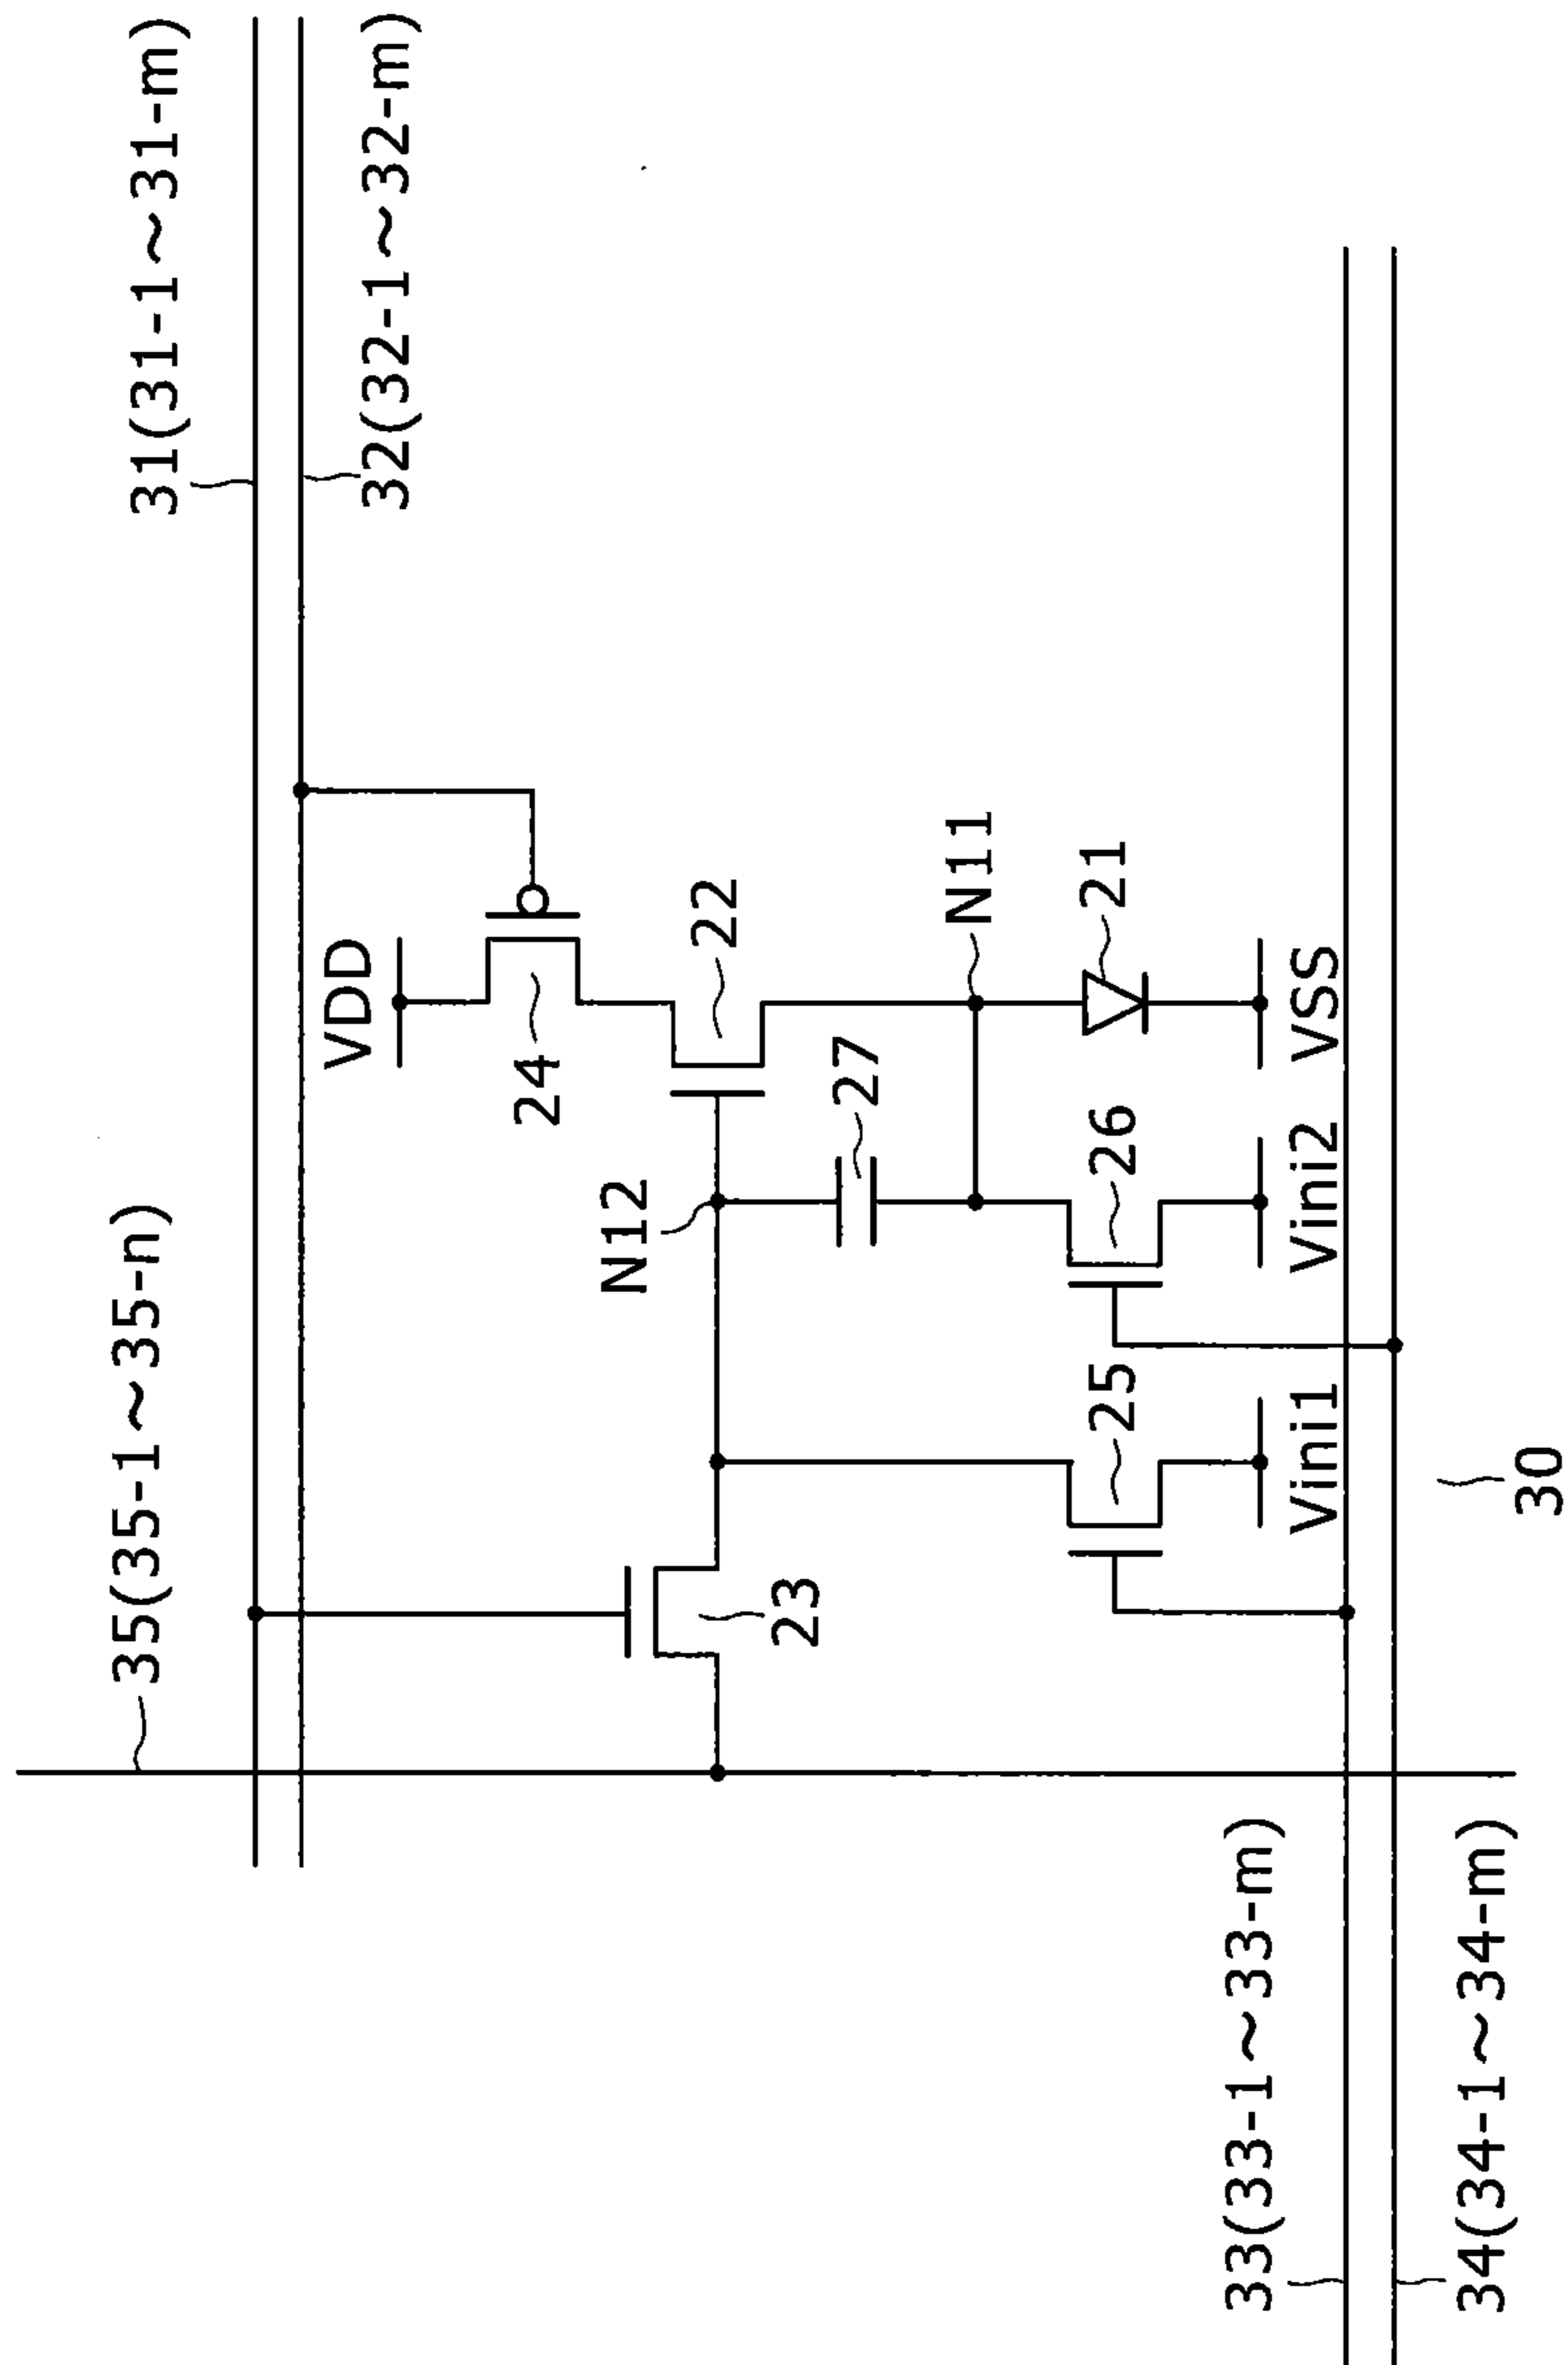 31(31-1~31-m)
32(32-1~32-m)
35(35-1~35-n)
VDD
24
22
N12
27
N11
23
25
26
21
Vini1
Vini2
VSS
33(33-1~33-m)
34(34-1~34-m)
30